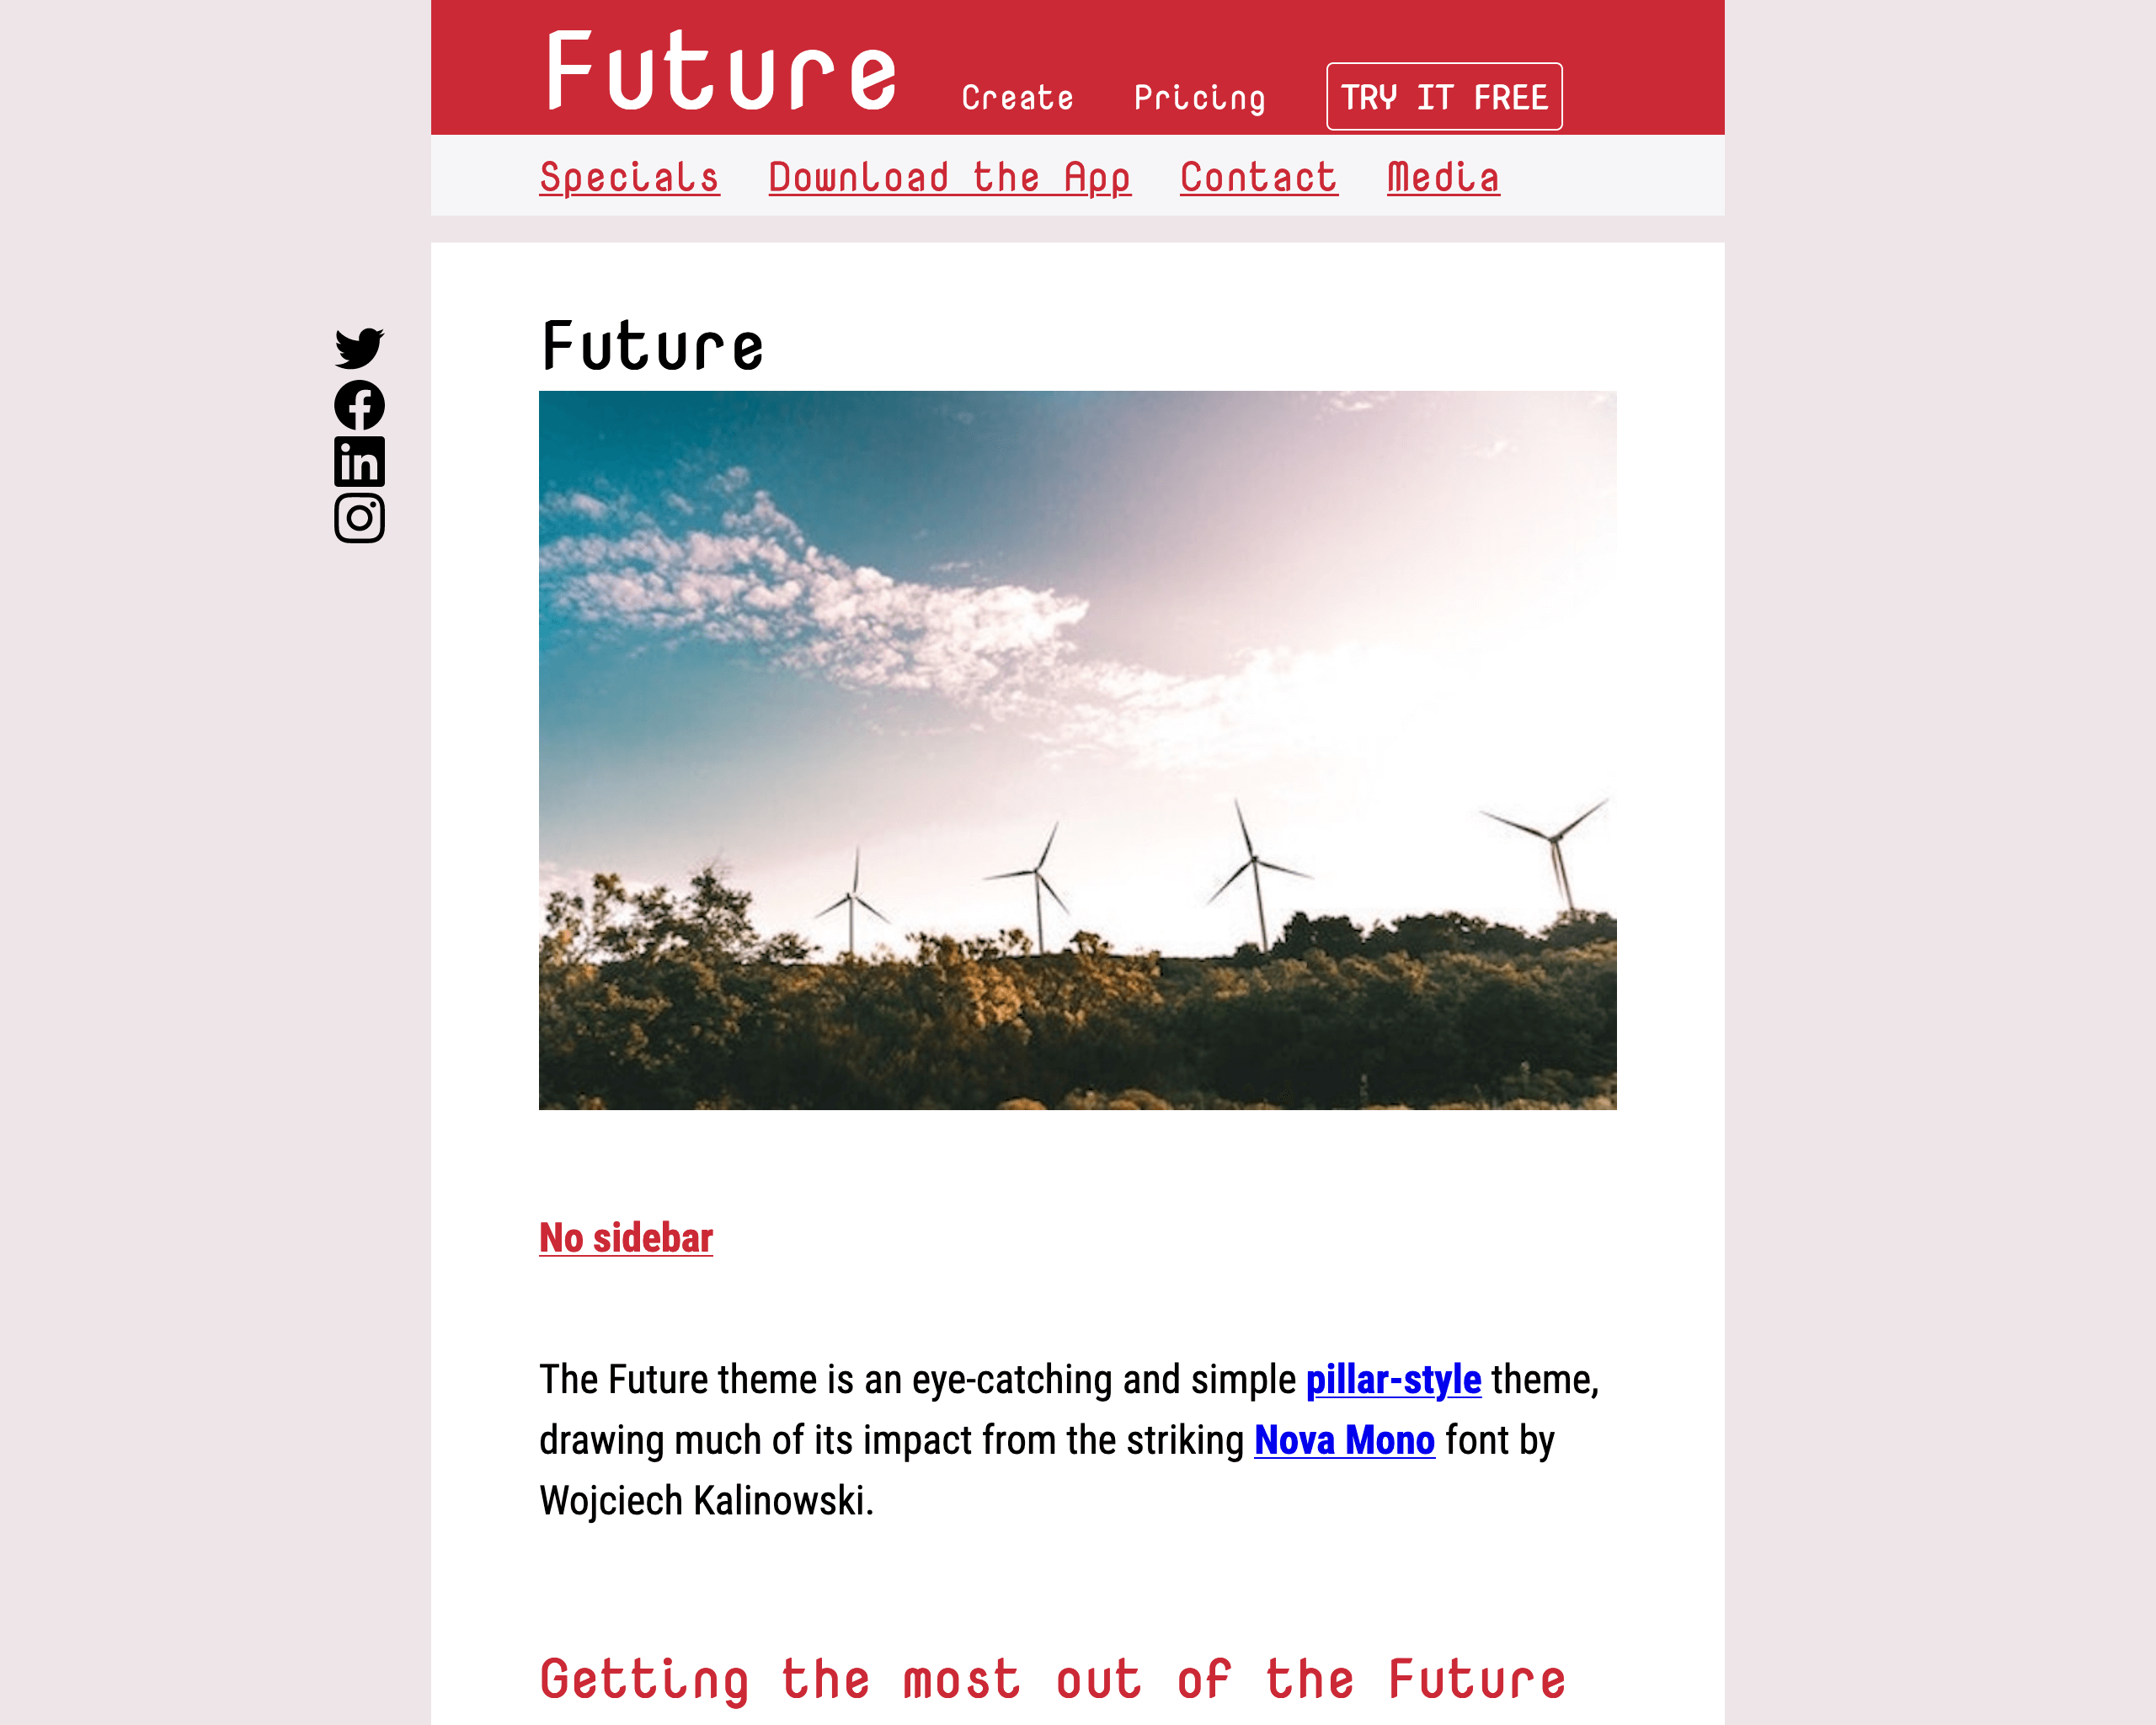 Future Create Pricing TRY IT FREE
Specials Download the App Contact Media
Future
No sidebar
The Future theme is an eye-catching and simple pillar-style theme,
drawing much of its impact from the striking Nova Mono font by
Wojciech Kalinowski.
Getting the most out of the Future